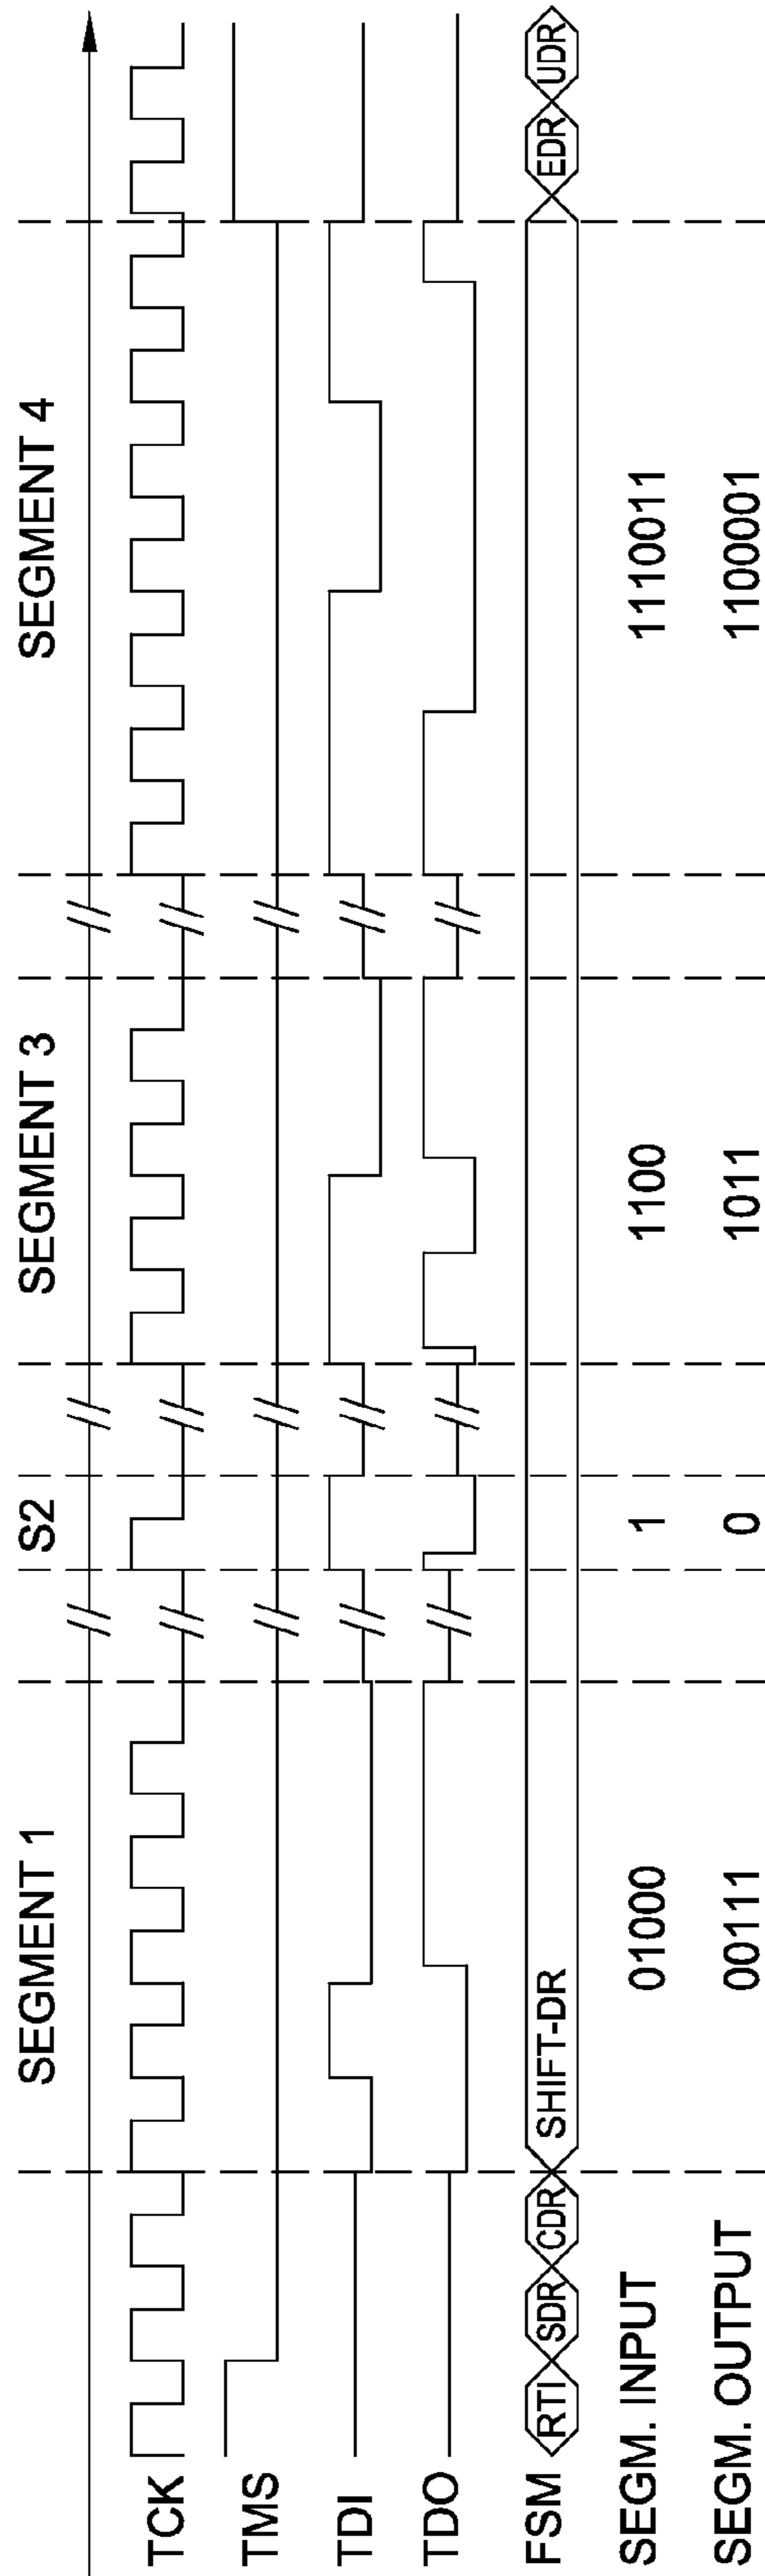 SEGMENT 1 S2 SEGMENT 3 SEGMENT 4
TCK
TMS
TDI
TDO
FSM RTI SDR CDR SHIFT-DR EDR UDR
SEGM. INPUT 01000 1 1100 1110011
SEGM. OUTPUT 00111 0 1011 1100001